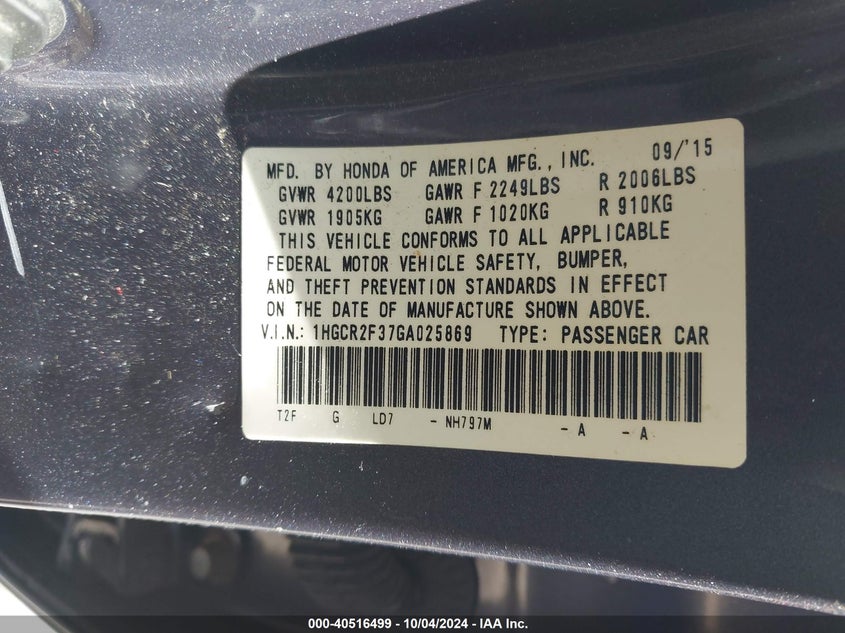 MFD. BY HONDA OF AMERICA MFG., INC. 09/'15
GVWR 4200LBS GAWR F 2249LBS R 2006LBS
GVWR 1905KG GAWR F 1020KG R 910KG
THIS VEHICLE CONFORMS TO ALL APPLICABLE
FEDERAL MOTOR VEHICLE SAFETY, BUMPER,
AND THEFT PREVENTION STANDARDS IN EFFECT
ON THE DATE OF MANUFACTURE SHOWN ABOVE.
V.I.N.: 1HGCR2F37GA025869 TYPE: PASSENGER CAR
T2F G LD7 - NH797M - A - A
000-40516499 - 10/04/2024 - IAA Inc.